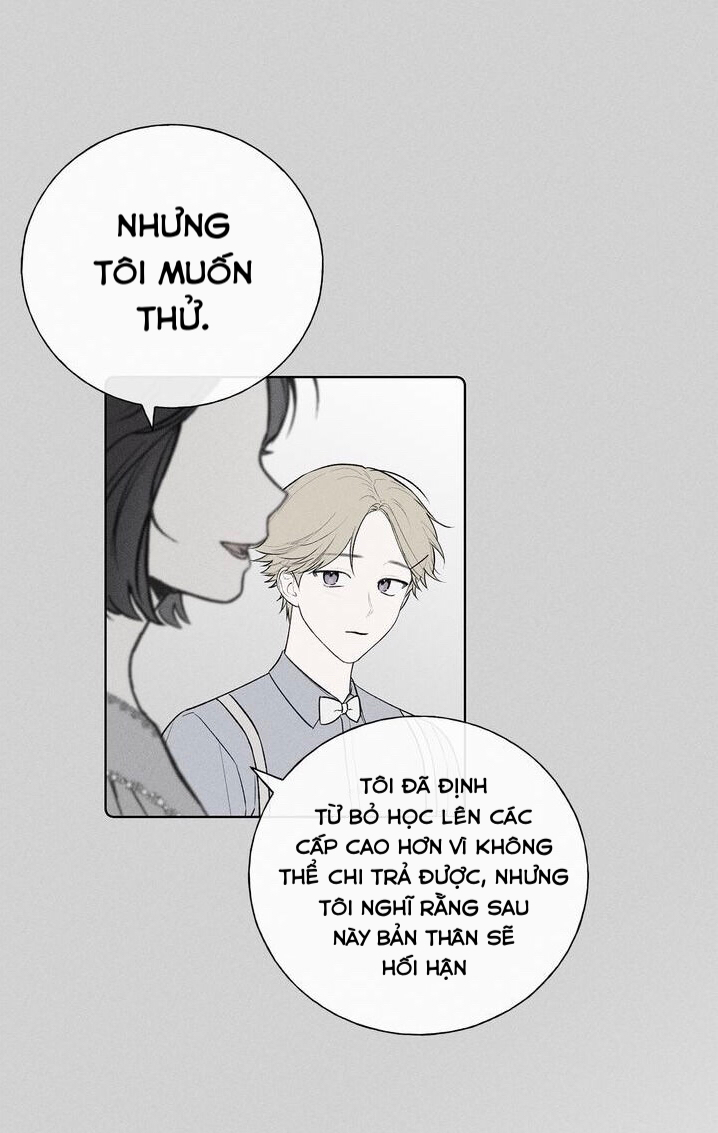 NHƯNG
TÔI MUỐN
THỬ.
TÔI ĐÃ ĐỊNH
TỪ BỎ HỌC LÊN CÁC
CẤP CAO HƠN VÌ KHÔNG
THỂ CHI TRẢ ĐƯỢC, NHƯNG
TÔI NGHĨ RẰNG SAU
NÀY BẢN THÂN SẼ
HỐI HẬN